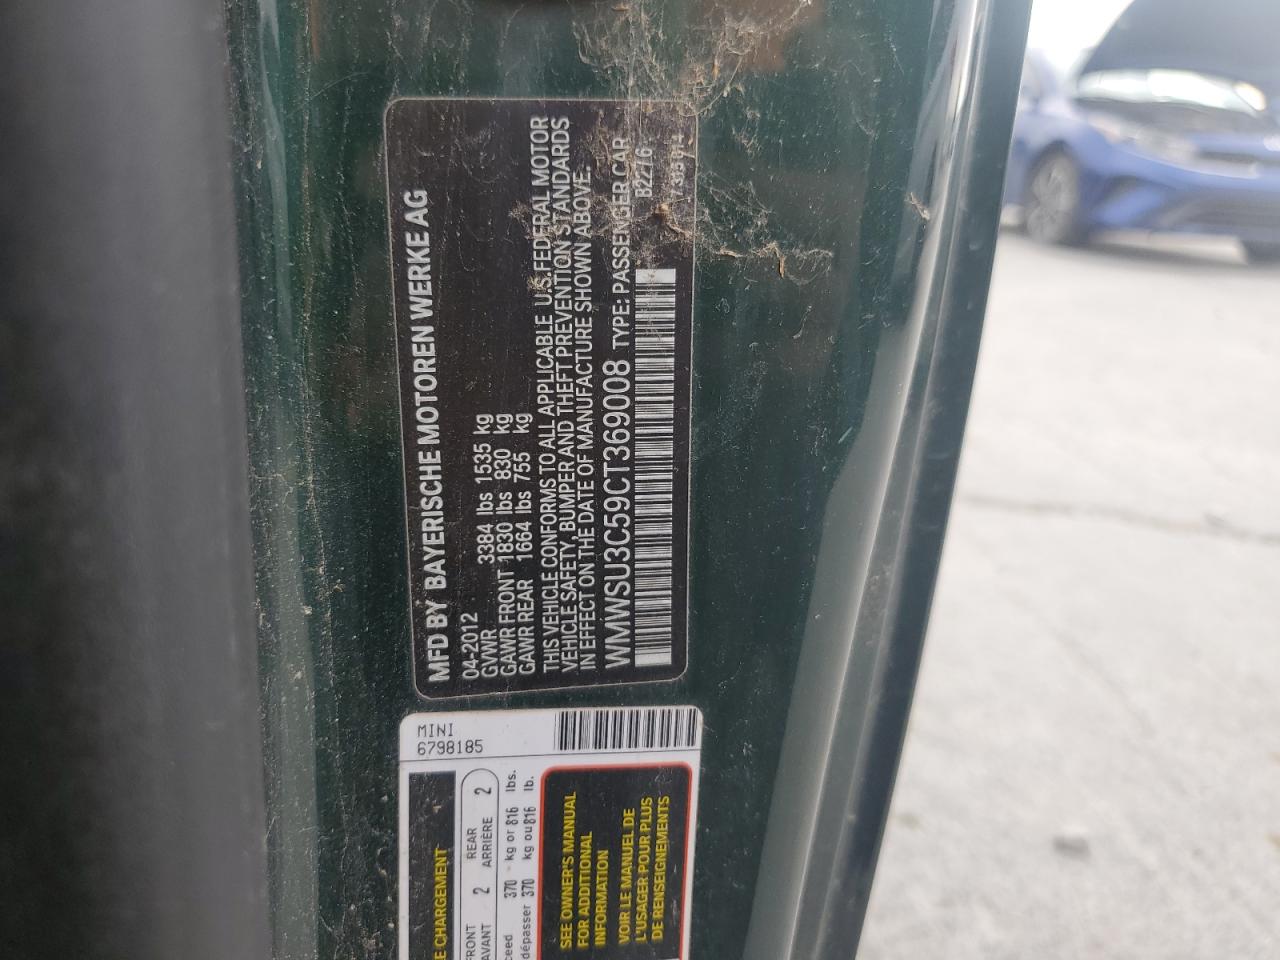 MFD BY BAYERISCHE MOTOREN WERKE AG
04-2012
GVWR 3384 lbs 1535 kg
GAWR FRONT 1830 lbs 830 kg
GAWR REAR 1664 lbs 755 kg
THIS VEHICLE CONFORMS TO ALL APPLICABLE U.S.FEDERAL MOTOR
VEHICLE SAFETY, BUMPER AND THEFT PREVENTION STANDARDS
IN EFFECT ON THE DATE OF MANUFACTURE SHOWN ABOVE.
WMWSU3C59CT369008 TYPE: PASSENGER CAR
B22716
MINI
6798185
E CHARGEMENT
FRONT 2 REAR 2
AVANT ARRIÈRE
ceed 370 kg or 816 lbs.
dépasser 370 kg ou 816 lb.
SEE OWNER'S MANUAL
FOR ADDITIONAL
INFORMATION
VOIR LE MANUEL DE
L'USAGER POUR PLUS
DE RENSEIGNEMENTS